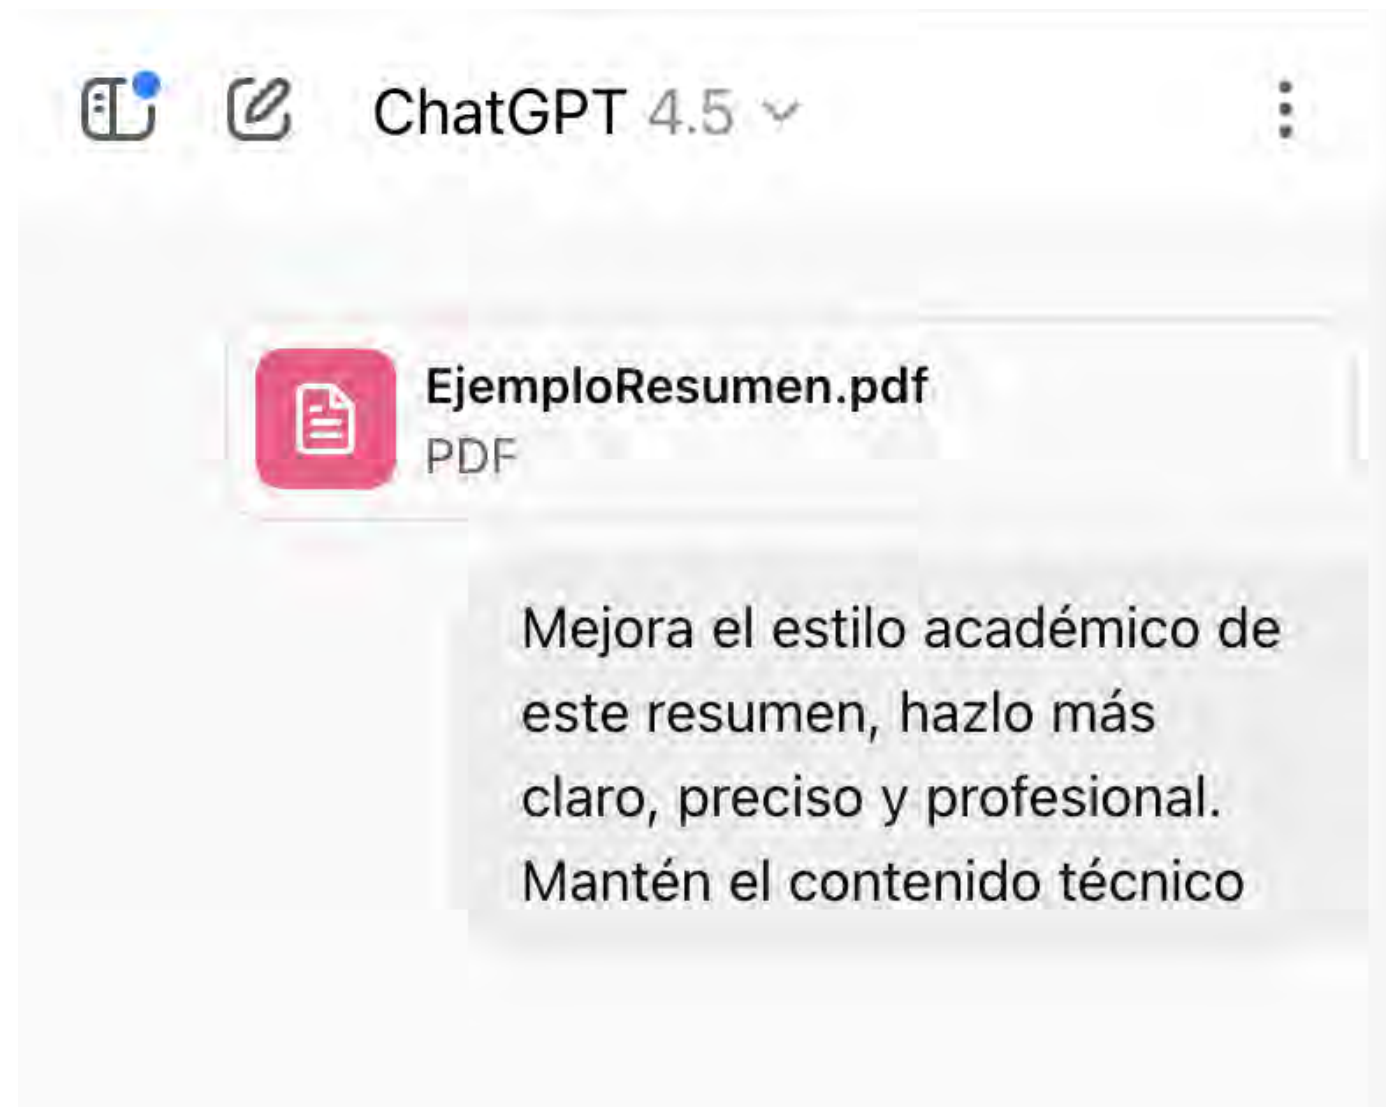 ChatGPT 4.5
EjemploResumen.pdf
PDF
Mejora el estilo académico de
este resumen, hazlo más
claro, preciso y profesional.
Mantén el contenido técnico